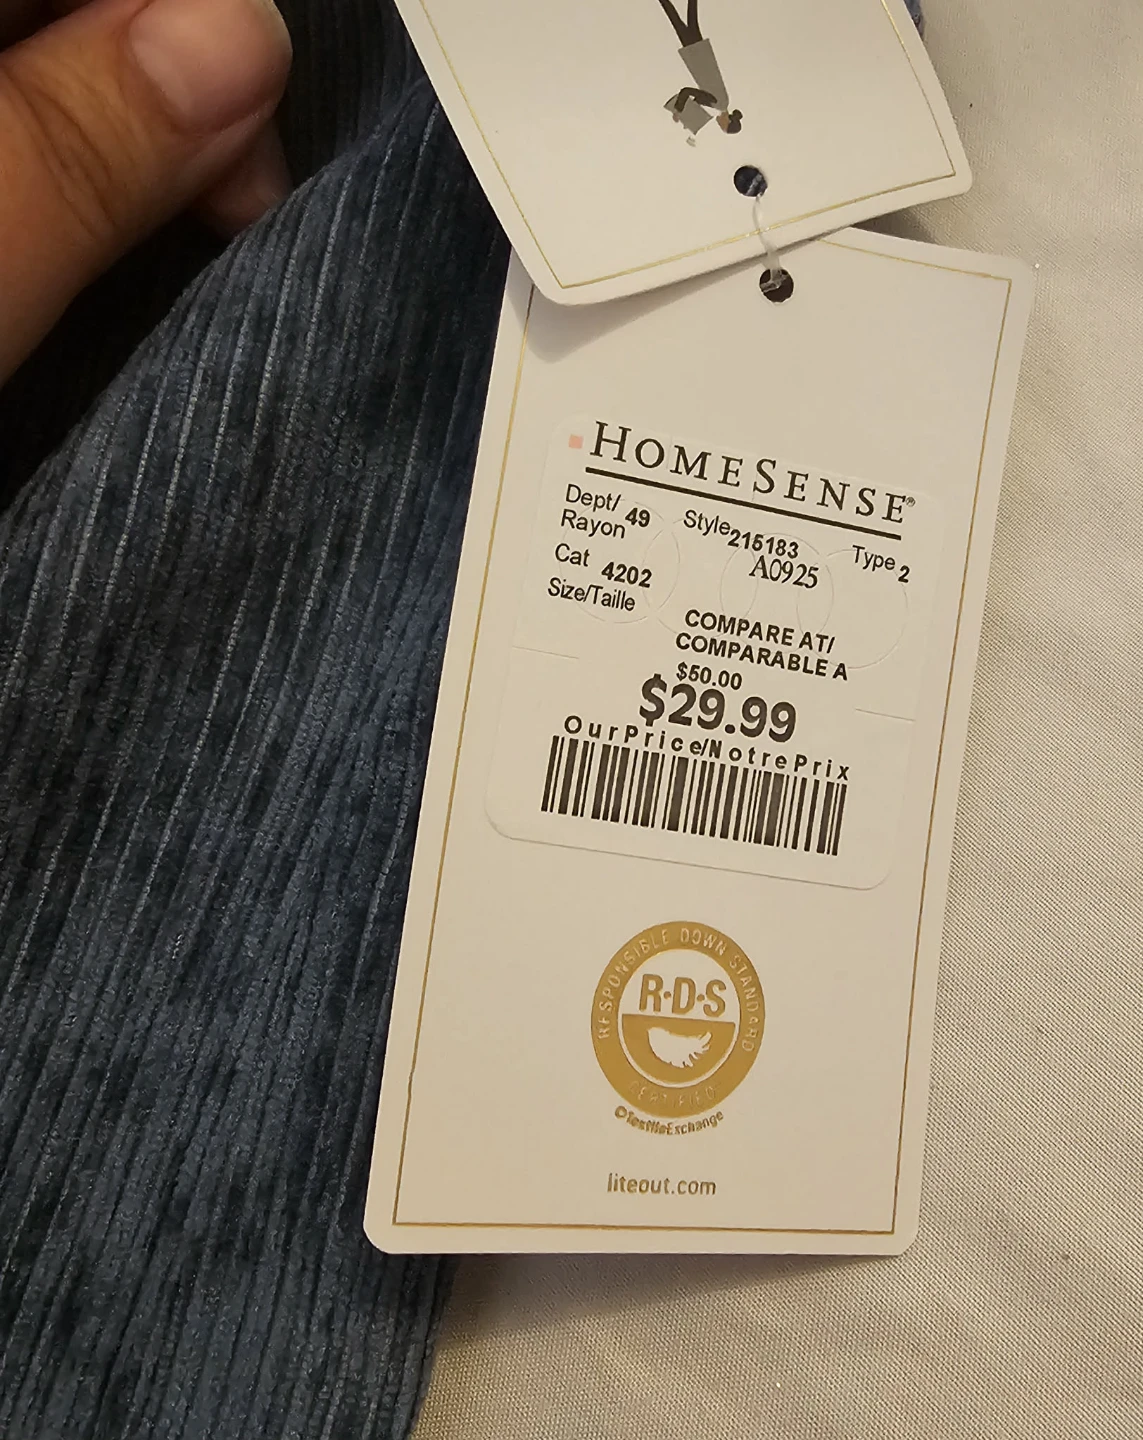 HOMESENSE®
Dept/ 49 Style 215183 Type 2
Rayon
A0925
Cat 4202
Size/Taille
COMPARE AT/
COMPARABLE A
$50.00
$29.99
OurPrice/NotrePrix
RESPONSIBLE DOWN STANDARD
R·D·S
CERTIFIED
©TextileExchange
liteout.com